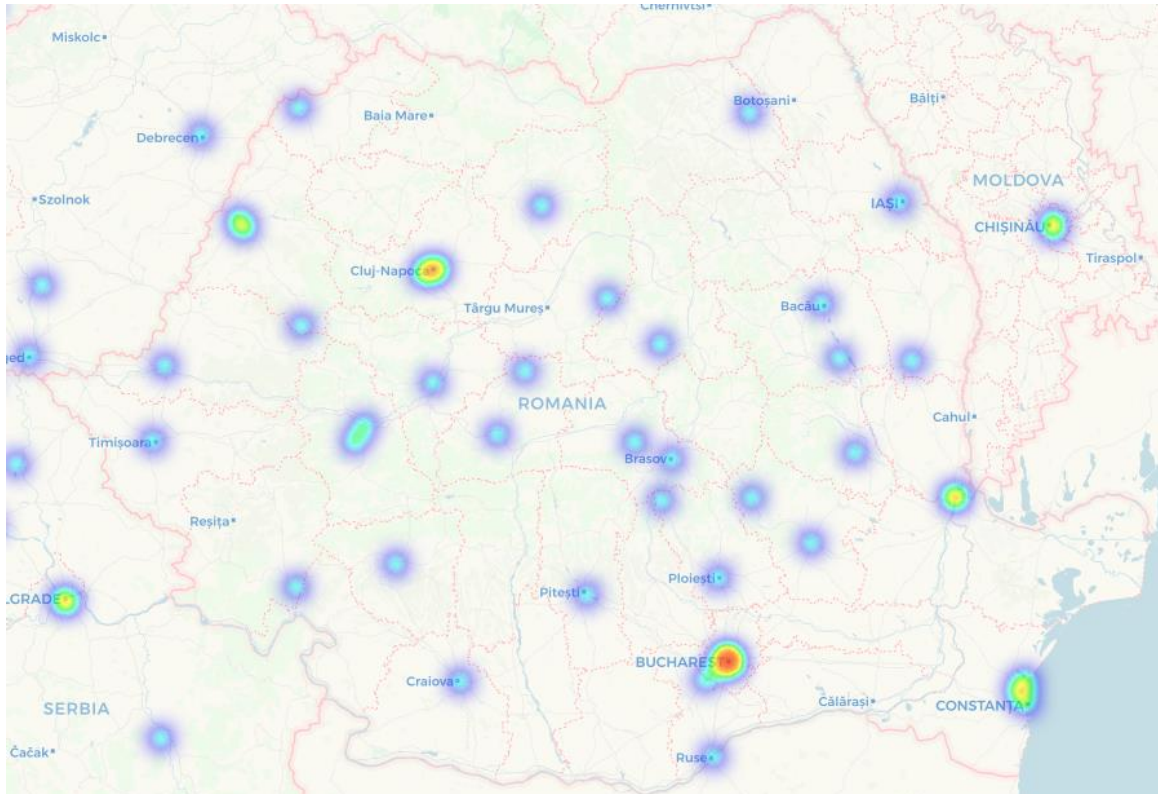 Chernivtsi
Miskolc
Botoșani
Bălți
Baia Mare
Debrecen
MOLDOVA
Szolnok
IAȘI
CHIȘINĂU
Tiraspol
Cluj-Napoca
Târgu Mureș
Bacău
ged
ROMANIA
Cahul
Timișoara
Brasov
Reșița
Ploiești
Pitești
LGRADE
BUCHAREST
Craiova
Călărași
CONSTANȚA
SERBIA
Čačak
Ruse